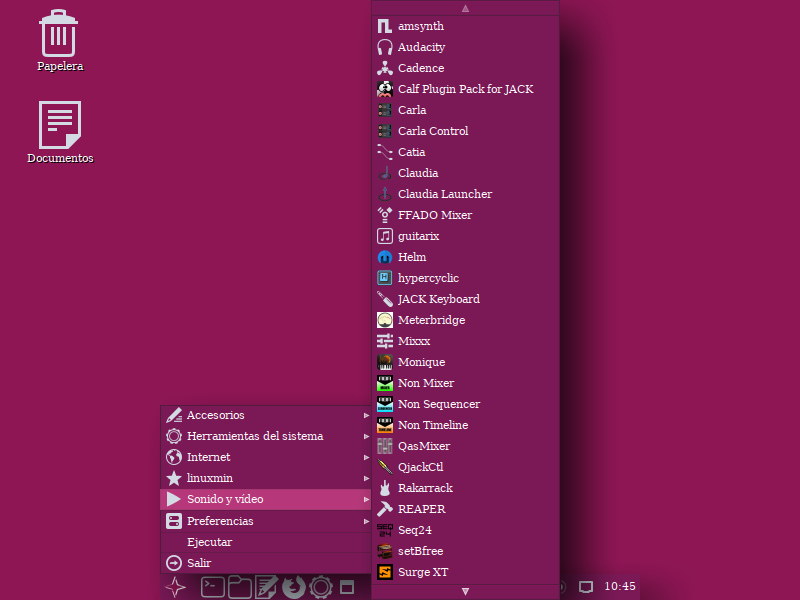 Papelera
Documentos
amsynth
Audacity
Cadence
Calf Plugin Pack for JACK
Carla
Carla Control
Catia
Claudia
Claudia Launcher
FFADO Mixer
guitarix
Helm
hypercyclic
JACK Keyboard
Meterbridge
Mixxx
Monique
Non Mixer
Non Sequencer
Non Timeline
QasMixer
QjackCtl
Rakarrack
REAPER
Seq24
setBfree
Surge XT
Accesorios
Herramientas del sistema
Internet
linuxmin
Sonido y vídeo
Preferencias
Ejecutar
Salir
10:45